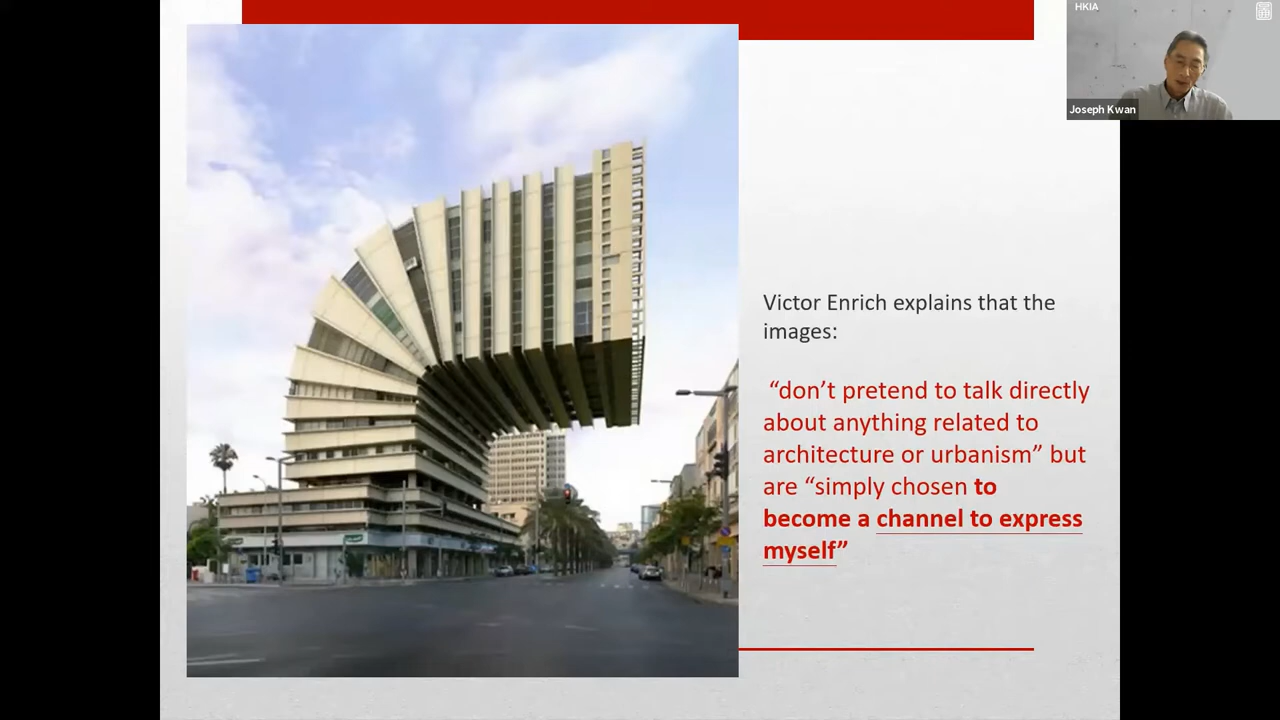 HKIA
Joseph Kwan
Victor Enrich explains that the
images:
“don’t pretend to talk directly
about anything related to
architecture or urbanism” but
are “simply chosen to
become a channel to express
myself”